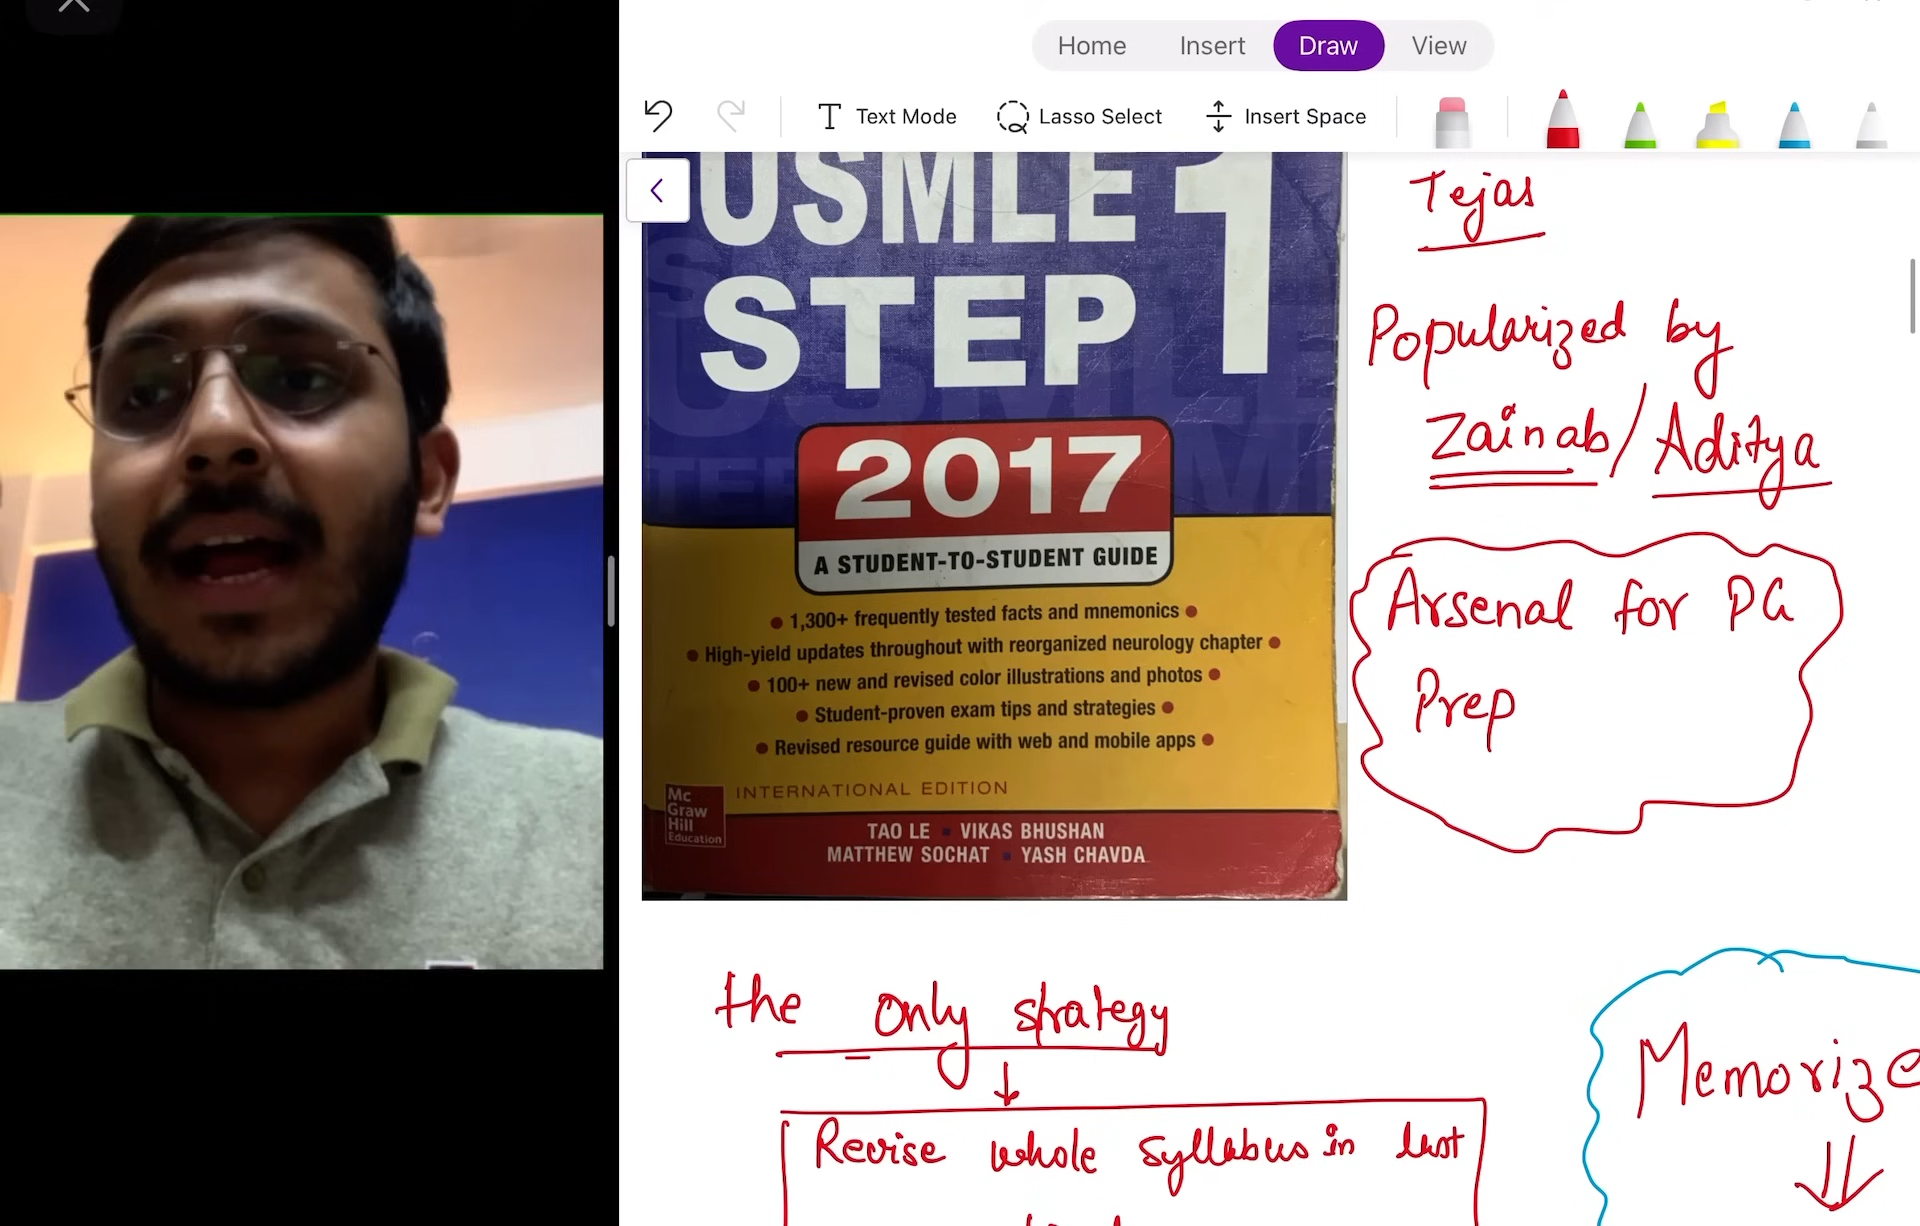 Home Insert Draw View
Text Mode Lasso Select Insert Space
USMLE 1
STEP
2017
A STUDENT-TO-STUDENT GUIDE
1,300+ frequently tested facts and mnemonics
High-yield updates throughout with reorganized neurology chapter
100+ new and revised color illustrations and photos
Student-proven exam tips and strategies
Revised resource guide with web and mobile apps
INTERNATIONAL EDITION
Mc
Graw
Hill
Education
TAO LE VIKAS BHUSHAN
MATTHEW SOCHAT YASH CHAVDA
Tejas
Popularized by
Zainab/Aditya
Arsenal for PG
Prep
the only strategy
Revise whole syllabus in last
Memorize